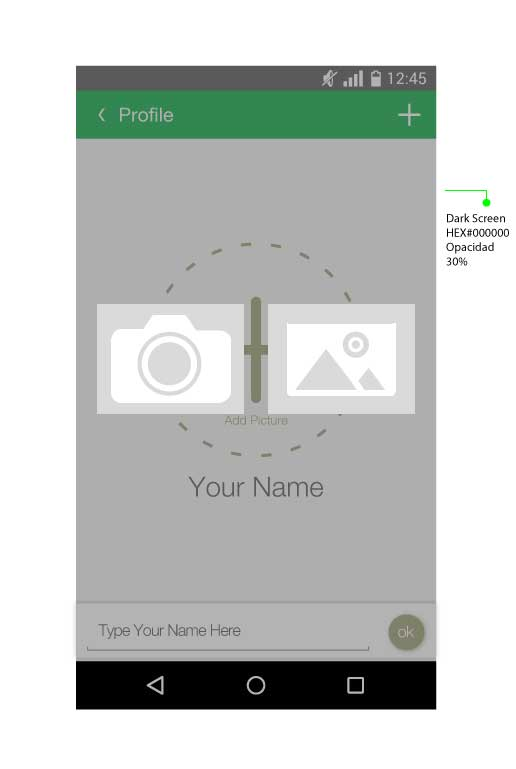 12:45
Profile
Dark Screen
HEX#000000
Opacidad
30%
Add Picture
Your Name
Type Your Name Here
ok